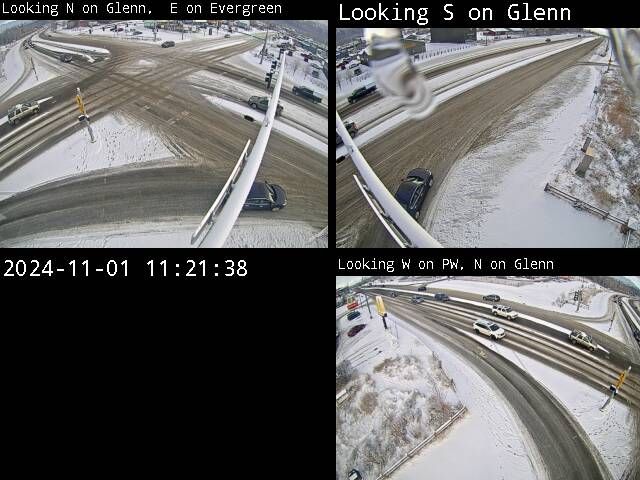 Looking N on Glenn,  E on Evergreen
Looking S on Glenn
2024-11-01 11:21:38
Looking W on PW, N on Glenn